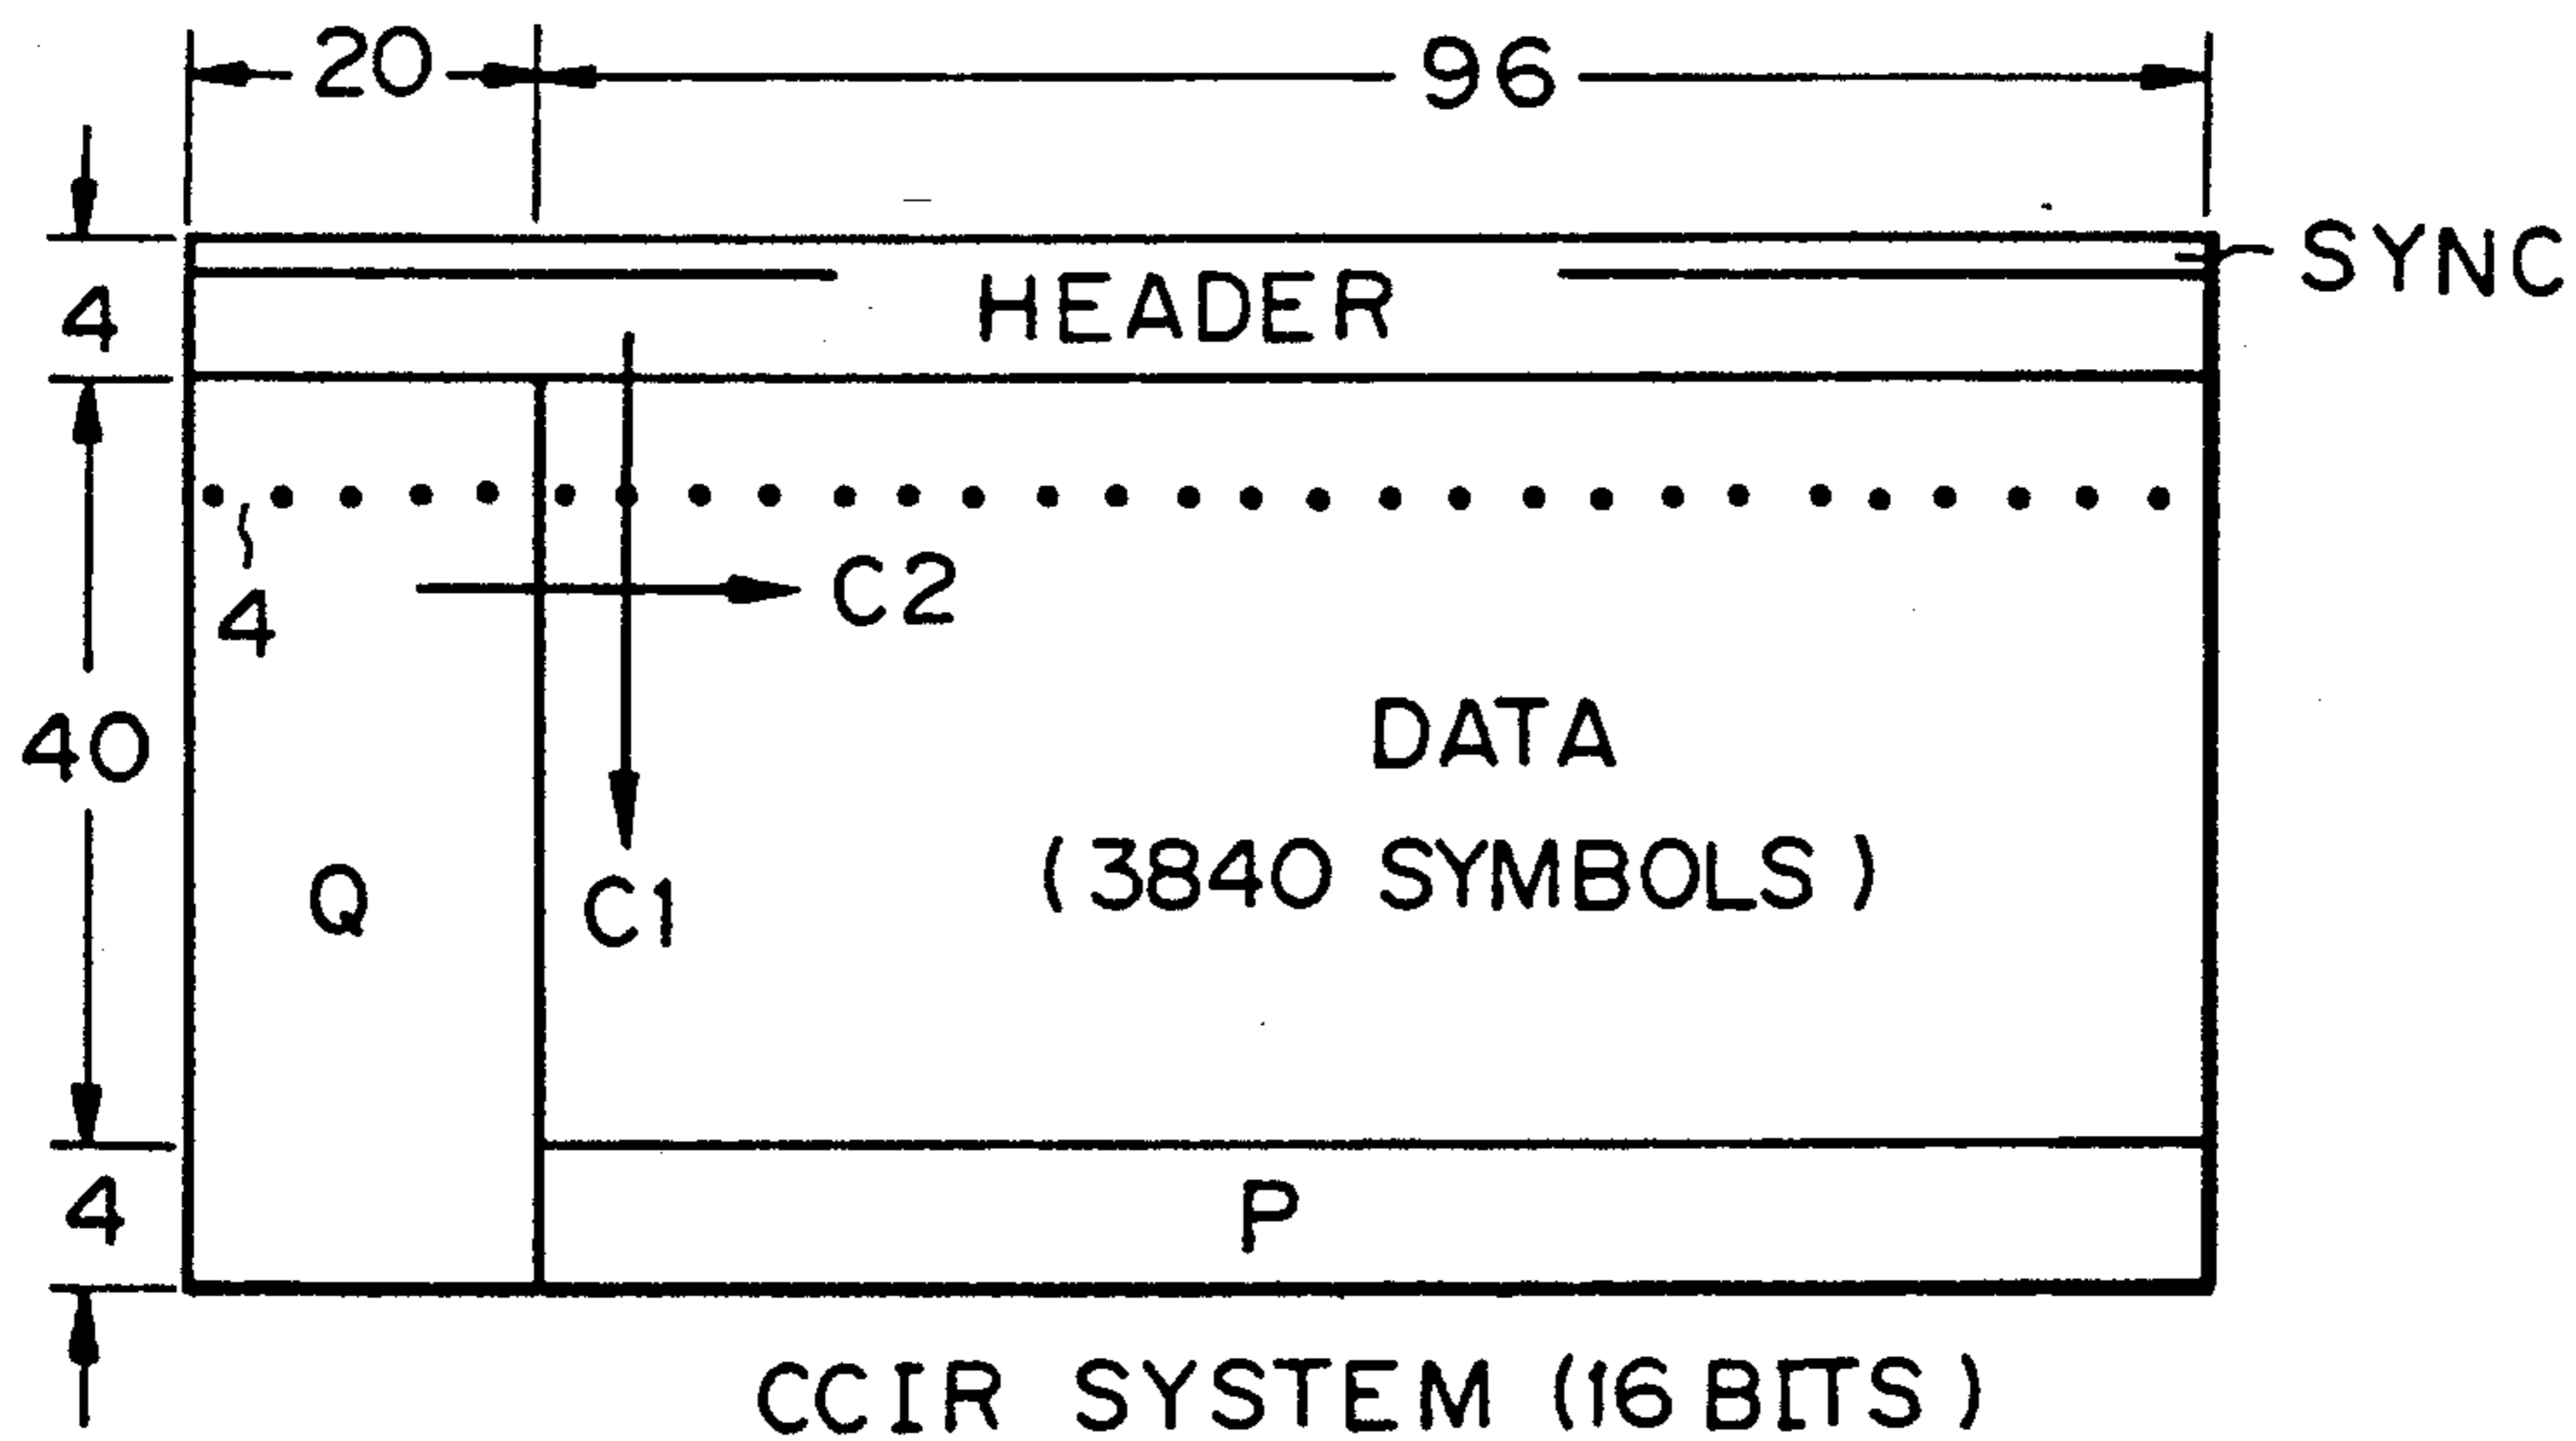 20 96
SYNC
4 HEADER
4 C2
40 DATA
Q C1 (3840 SYMBOLS)
4 P
CCIR SYSTEM (16 BITS)